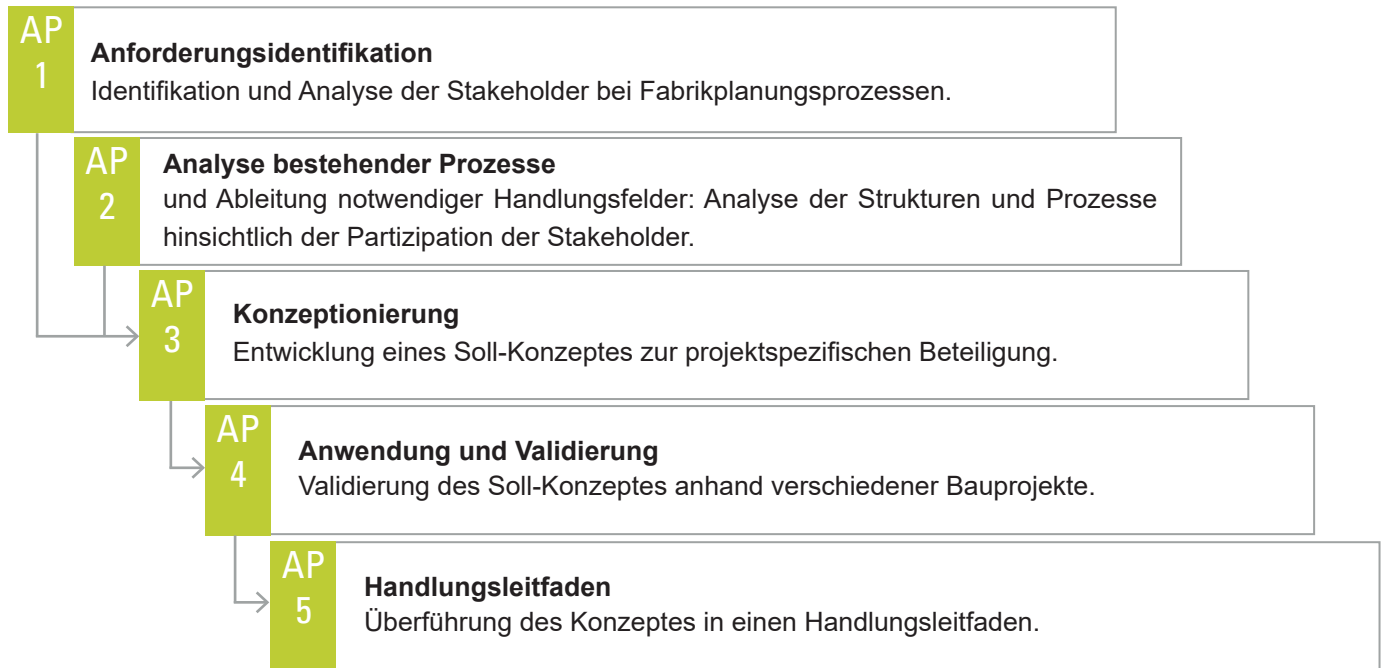 AP
1
Anforderungsidentifikation
Identifikation und Analyse der Stakeholder bei Fabrikplanungsprozessen.
AP
2
Analyse bestehender Prozesse
und Ableitung notwendiger Handlungsfelder: Analyse der Strukturen und Prozesse
hinsichtlich der Partizipation der Stakeholder.
AP
3
Konzeptionierung
Entwicklung eines Soll-Konzeptes zur projektspezifischen Beteiligung.
AP
4
Anwendung und Validierung
Validierung des Soll-Konzeptes anhand verschiedener Bauprojekte.
AP
5
Handlungsleitfaden
Überführung des Konzeptes in einen Handlungsleitfaden.